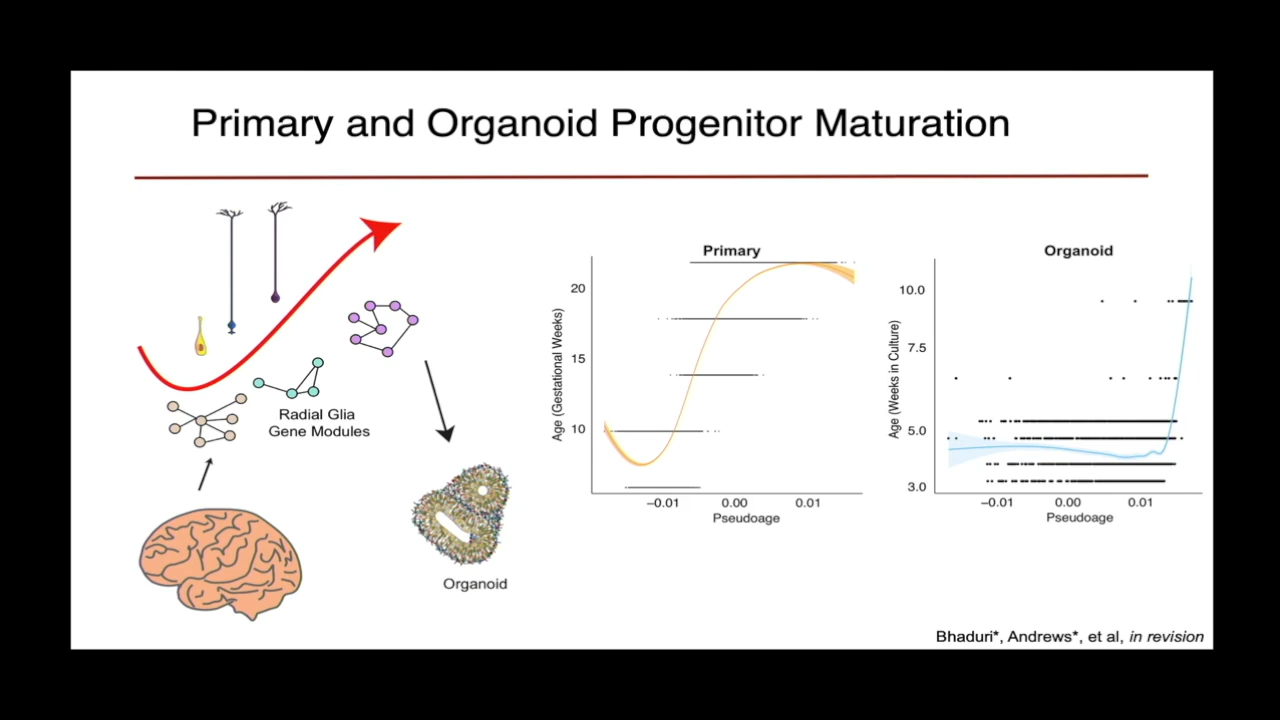 Primary and Organoid Progenitor Maturation
Radial Glia
Gene Modules
Organoid
Primary
Age (Gestational Weeks)
20
15
10
–0.01
0.00
0.01
Pseudoage
Organoid
Age (Weeks in Culture)
10.0
7.5
5.0
3.0
–0.01
0.00
0.01
Pseudoage
Bhaduri*, Andrews*, et al, in revision